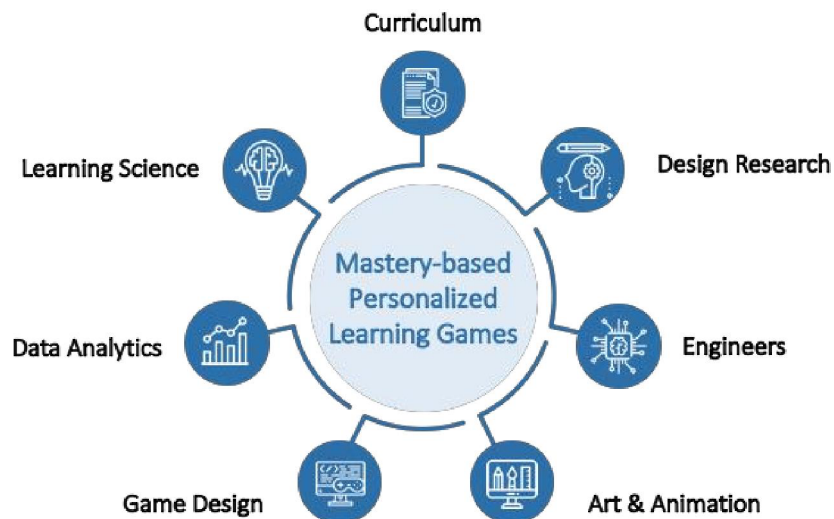 Curriculum
Learning Science
Design Research
Mastery-based
Personalized
Learning Games
Data Analytics
Engineers
Game Design
Art & Animation